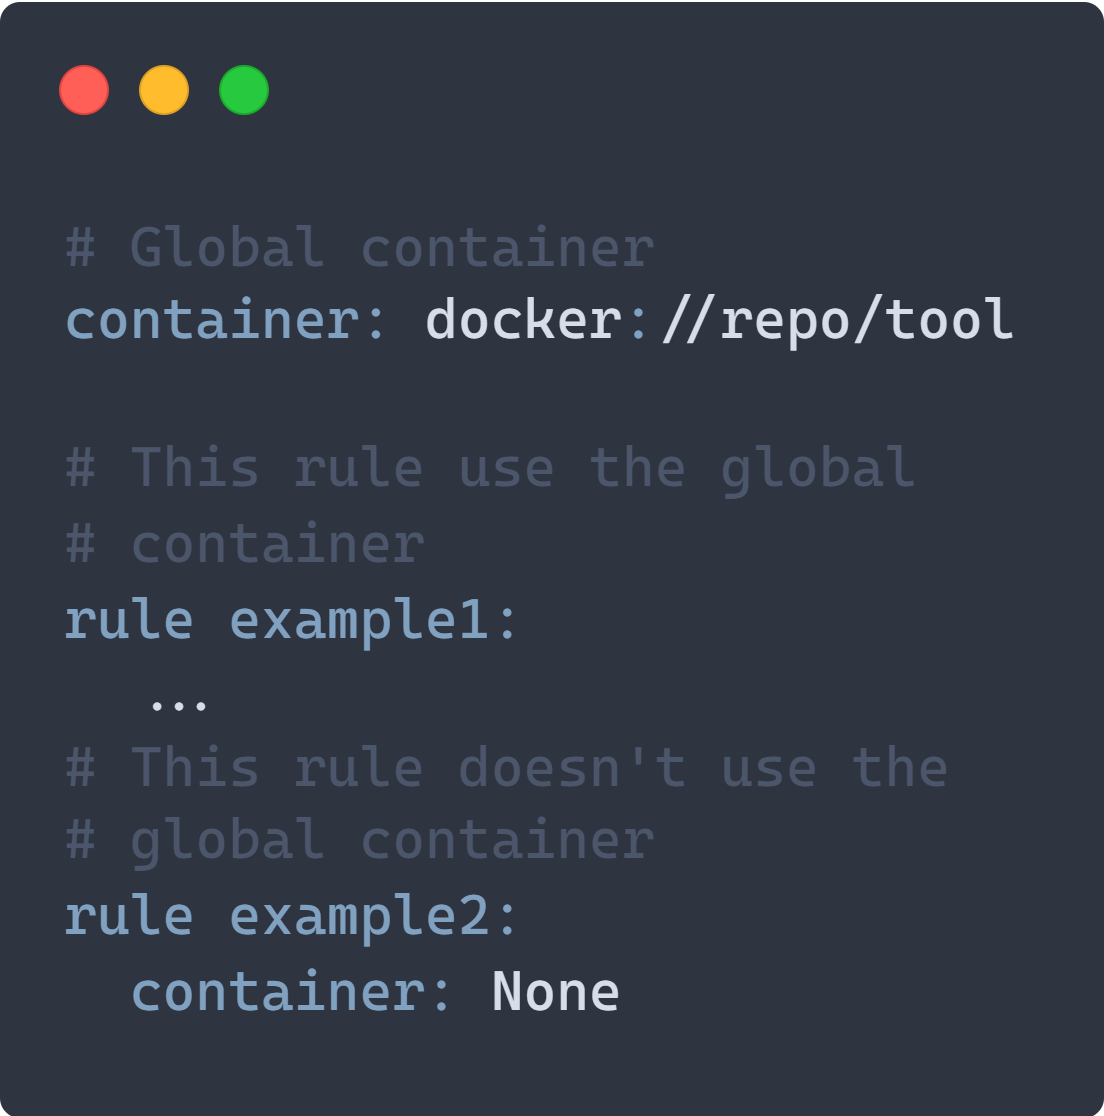 # Global container
container: docker://repo/tool
# This rule use the global
# container
rule example1:
...
# This rule doesn't use the
# global container
rule example2:
container: None